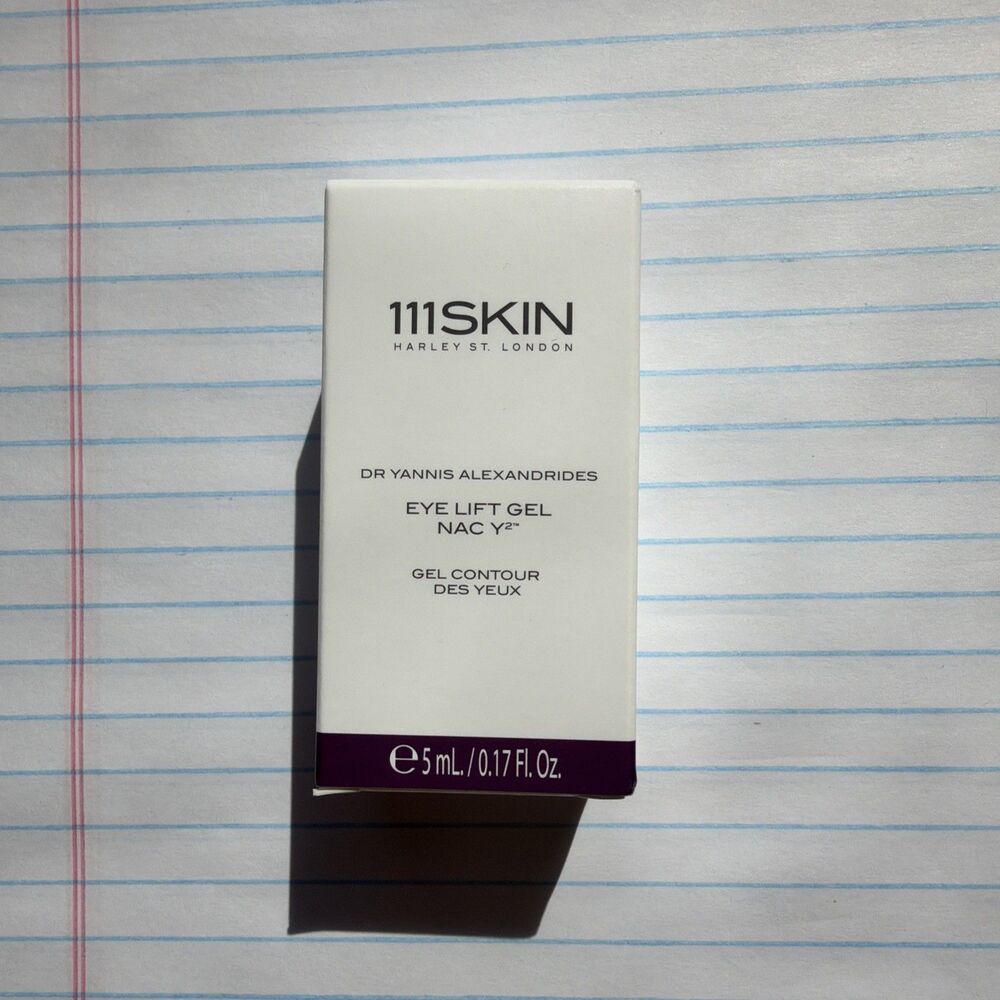 111SKIN
HARLEY ST. LONDON
DR YANNIS ALEXANDRIDES
EYE LIFT GEL
NAC Y²™
GEL CONTOUR
DES YEUX
℮ 5 mL. / 0.17 Fl. Oz.